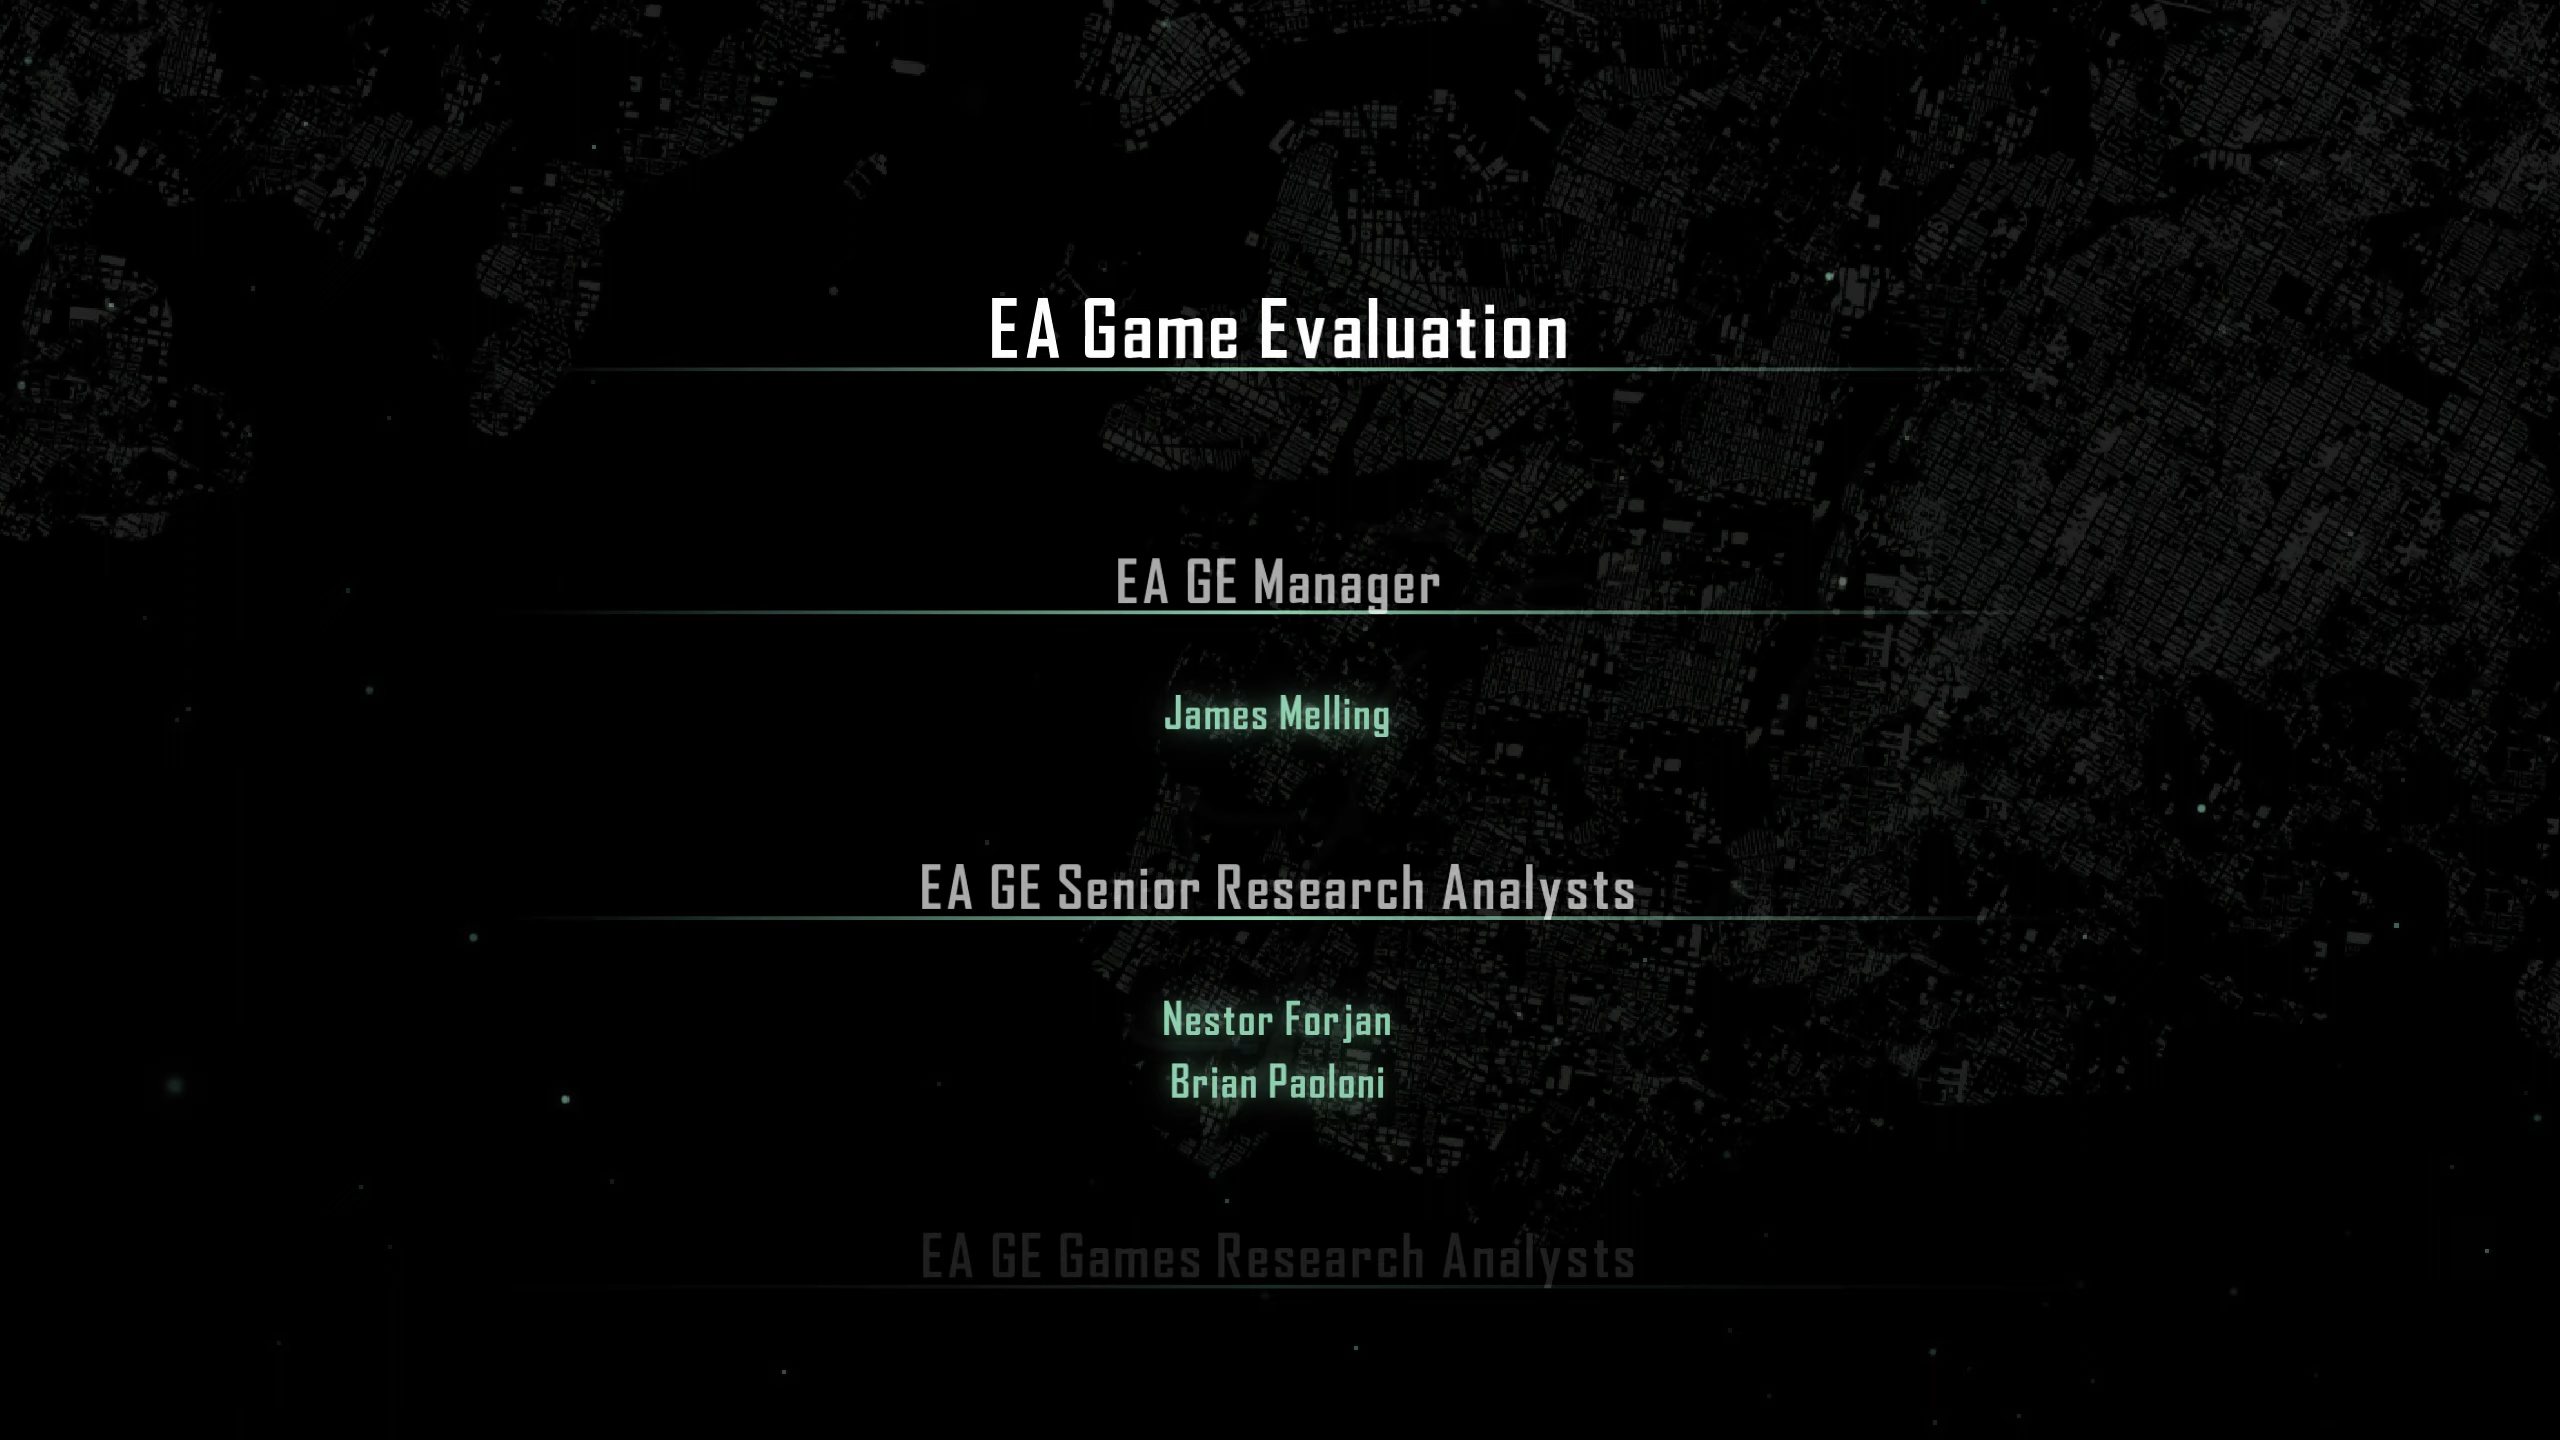 EA Game Evaluation
EA GE Manager
James Melling
EA GE Senior Research Analysts
Nestor Forjan
Brian Paoloni
EA GE Games Research Analysts